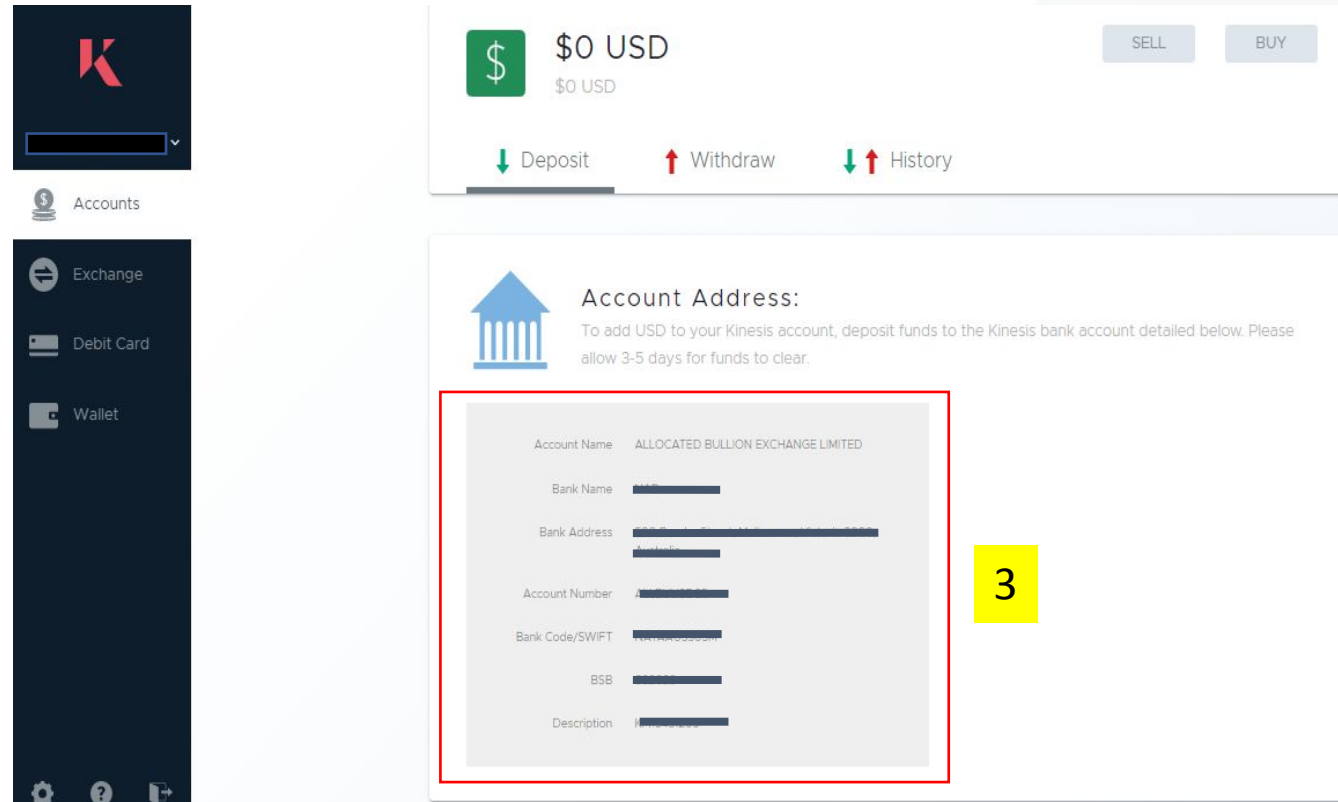 $0 USD
$0 USD
SELL
BUY
Deposit
Withdraw
History
Accounts
Exchange
Debit Card
Wallet
Account Address:
To add USD to your Kinesis account, deposit funds to the Kinesis bank account detailed below. Please
allow 3-5 days for funds to clear.
Account Name ALLOCATED BULLION EXCHANGE LIMITED
Bank Name
Bank Address
Account Number
Bank Code/SWIFT
BSB
Description
3